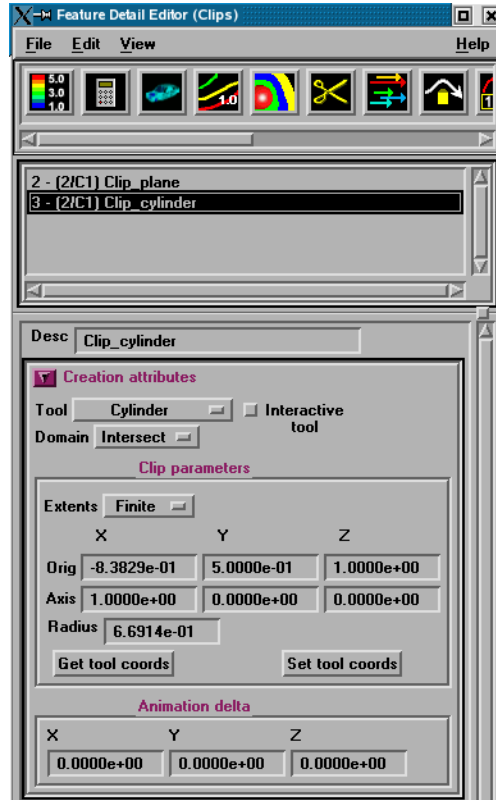 Feature Detail Editor (Clips)
File Edit View Help
5.0
3.0
1.0
1.0
1
2 - (2/C1) Clip_plane
3 - (2/C1) Clip_cylinder
Desc Clip_cylinder
Creation attributes
Tool Cylinder Interactive
tool
Domain Intersect
Clip parameters
Extents Finite
X Y Z
Orig -8.3829e-01 5.0000e-01 1.0000e+00
Axis 1.0000e+00 0.0000e+00 0.0000e+00
Radius 6.6914e-01
Get tool coords Set tool coords
Animation delta
X Y Z
0.0000e+00 0.0000e+00 0.0000e+00